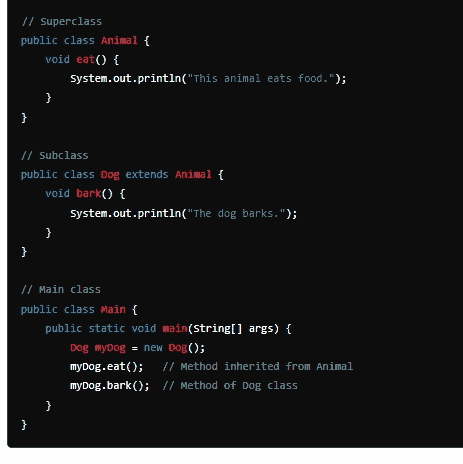 // Superclass
public class Animal {
    void eat() {
        System.out.println("This animal eats food.");
    }
}

// Subclass
public class Dog extends Animal {
    void bark() {
        System.out.println("The dog barks.");
    }
}

// Main class
public class Main {
    public static void main(String[] args) {
        Dog myDog = new Dog();
        myDog.eat();   // Method inherited from Animal
        myDog.bark();  // Method of Dog class
    }
}